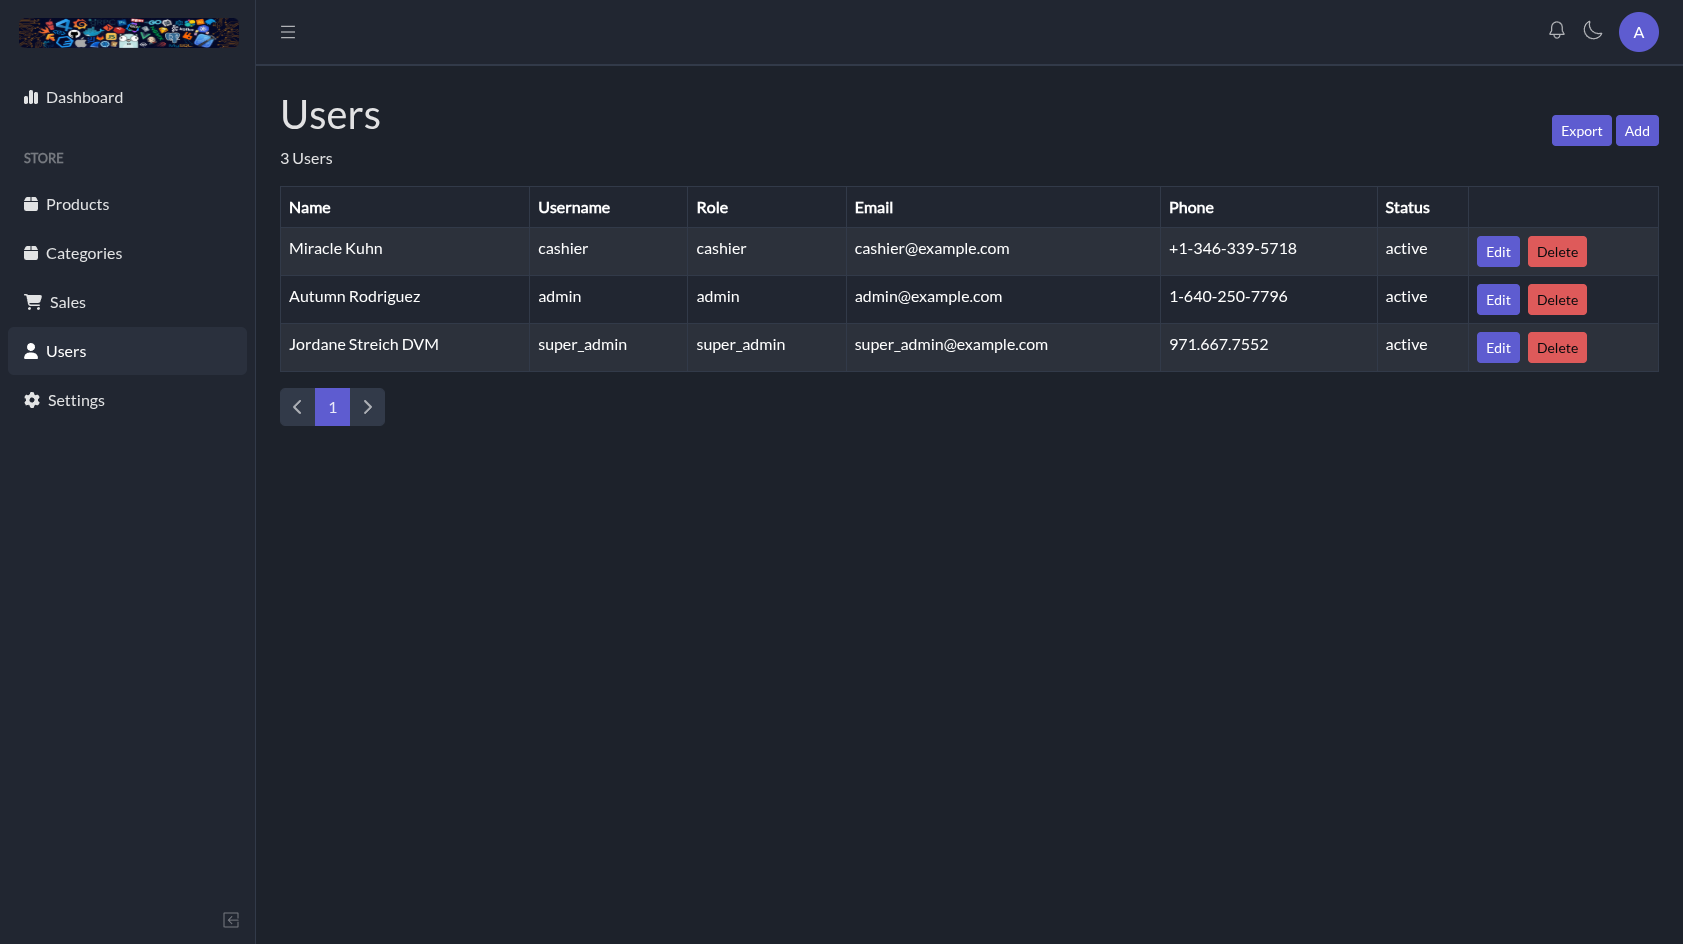 A
Dashboard
STORE
Products
Categories
Sales
Users
Settings
Users
3 Users
Export Add
Name Username Role Email Phone Status
Miracle Kuhn cashier cashier cashier@example.com +1-346-339-5718 active Edit Delete
Autumn Rodriguez admin admin admin@example.com 1-640-250-7796 active Edit Delete
Jordane Streich DVM super_admin super_admin super_admin@example.com 971.667.7552 active Edit Delete
1